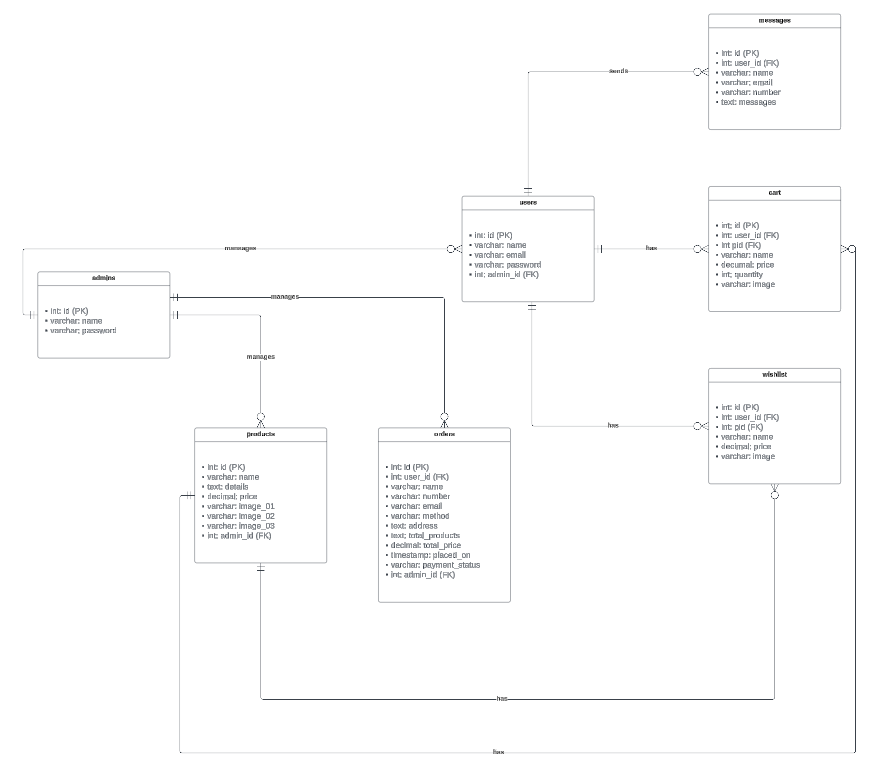 messages
• int: id (PK)
• int: user_id (FK)
• varchar: name
• varchar: email
• varchar: number
• text: messages
sends
users
• int: id (PK)
• varchar: name
• varchar: email
• varchar: password
• int: admin_id (FK)
has
cart
• int: id (PK)
• int: user_id (FK)
• int pid (FK)
• varchar: name
• decumal: price
• int: quantity
• varchar: image
messages
admins
• int: id (PK)
• varchar: name
• varchar: password
manages
manages
has
wishlist
• int: id (PK)
• int: user_id (FK)
• int: pid (FK)
• varchar: name
• decimal: price
• varchar: image
products
• int: id (PK)
• varchar: name
• text: details
• decimal: price
• varchar: image_01
• varchar: image_02
• varchar: image_03
• int: admin_id (FK)
orders
• int: id (PK)
• int: user_id (FK)
• varchar: name
• varchar: number
• varchar: email
• varchar: method
• text: address
• text: total_products
• decimal: total_price
• timestamp: placed_on
• varchar: payment_status
• int: admin_id (FK)
has
has